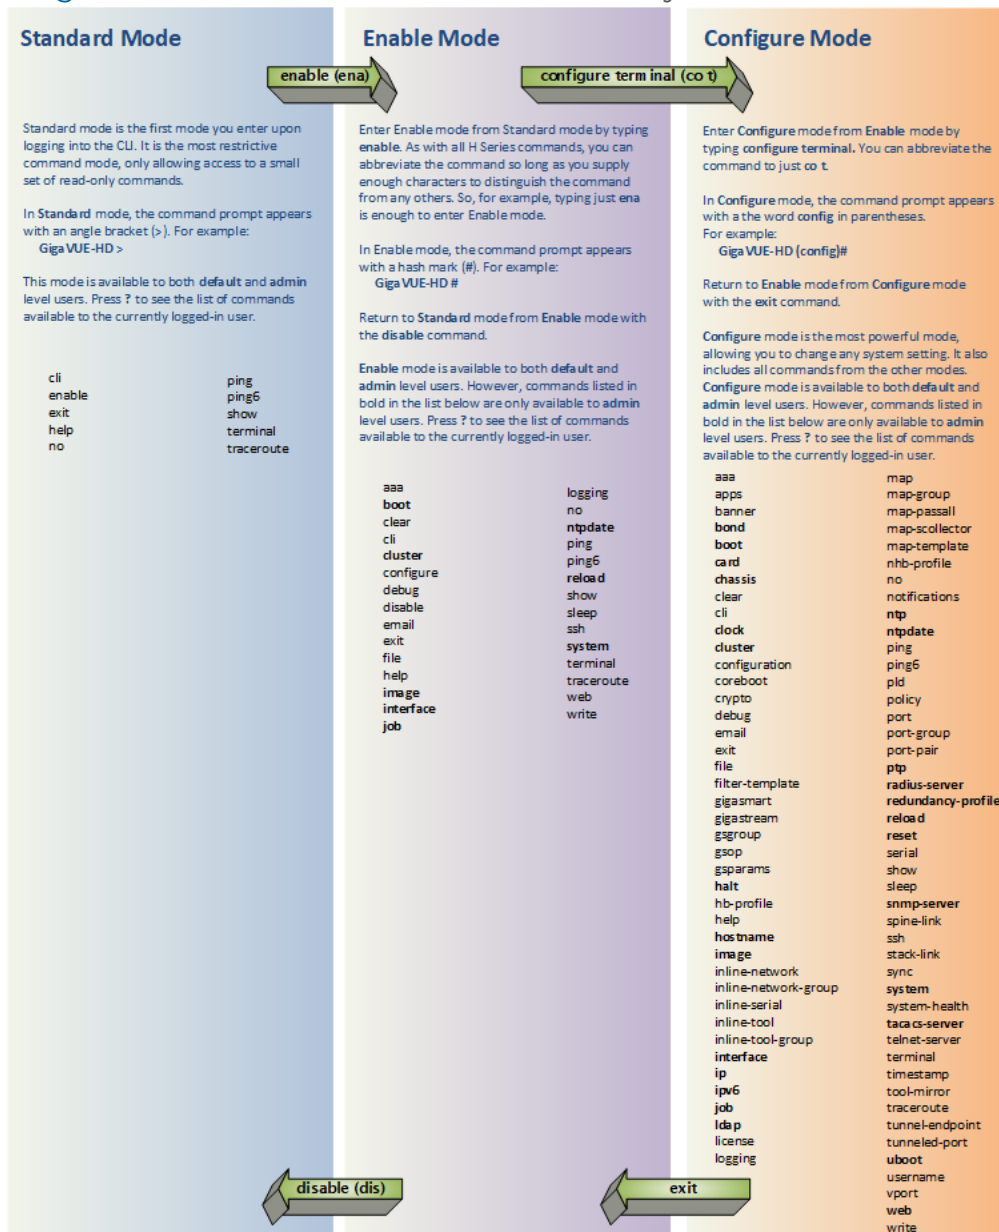 Standard Mode
enable (ena)
Standard mode is the first mode you enter upon
logging into the CLI. It is the most restrictive
command mode, only allowing access to a small
set of read-only commands.
In Standard mode, the command prompt appears
with an angle bracket (>). For example:
GigaVUE-HD >
This mode is available to both default and admin
level users. Press ? to see the list of commands
available to the currently logged-in user.
cli
enable
exit
help
no
ping
ping6
show
terminal
traceroute
Enable Mode
configure terminal (co t)
Enter Enable mode from Standard mode by typing
enable. As with all H Series commands, you can
abbreviate the command so long as you supply
enough characters to distinguish the command
from any others. So, for example, typing just ena
is enough to enter Enable mode.
In Enable mode, the command prompt appears
with a hash mark (#). For example:
GigaVUE-HD #
Return to Standard mode from Enable mode with
the disable command.
Enable mode is available to both default and
admin level users. However, commands listed in
bold in the list below are only available to admin
level users. Press ? to see the list of commands
available to the currently logged-in user.
aaa
boot
clear
cli
cluster
configure
debug
disable
email
exit
file
help
image
interface
job
logging
no
ntpdate
ping
ping6
reload
show
sleep
ssh
system
terminal
traceroute
web
write
Configure Mode
Enter Configure mode from Enable mode by
typing configure terminal. You can abbreviate the
command to just co t.
In Configure mode, the command prompt appears
with a the word config in parentheses.
For example:
GigaVUE-HD (config)#
Return to Enable mode from Configure mode
with the exit command.
Configure mode is the most powerful mode,
allowing you to change any system setting. It also
includes all commands from the other modes.
Configure mode is available to both default and
admin level users. However, commands listed in
bold in the list below are only available to admin
level users. Press ? to see the list of commands
available to the currently logged-in user.
aaa
apps
banner
bond
boot
card
chassis
clear
cli
clock
cluster
configuration
coreboot
crypto
debug
email
exit
file
filter-template
gigasmart
gigastream
gsgroup
gsop
gsparams
halt
hb-profile
help
hostname
image
inline-network
inline-network-group
inline-serial
inline-tool
inline-tool-group
interface
ip
ipv6
job
ldap
license
logging
map
map-group
map-passall
map-scollector
map-template
nhb-profile
no
notifications
ntp
ntpdate
ping
ping6
pld
policy
port
port-group
port-pair
ptp
radius-server
redundancy-profile
reload
reset
serial
show
sleep
snmp-server
spine-link
ssh
stack-link
sync
system
system-health
tacacs-server
telnet-server
terminal
timestamp
tool-mirror
traceroute
tunnel-endpoint
tunneled-port
uboot
username
vport
web
write
disable (dis)
exit